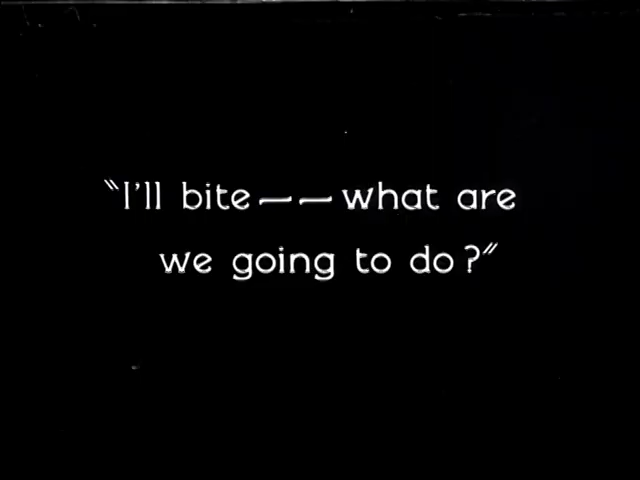 "I'll bite — — what are
we going to do?"